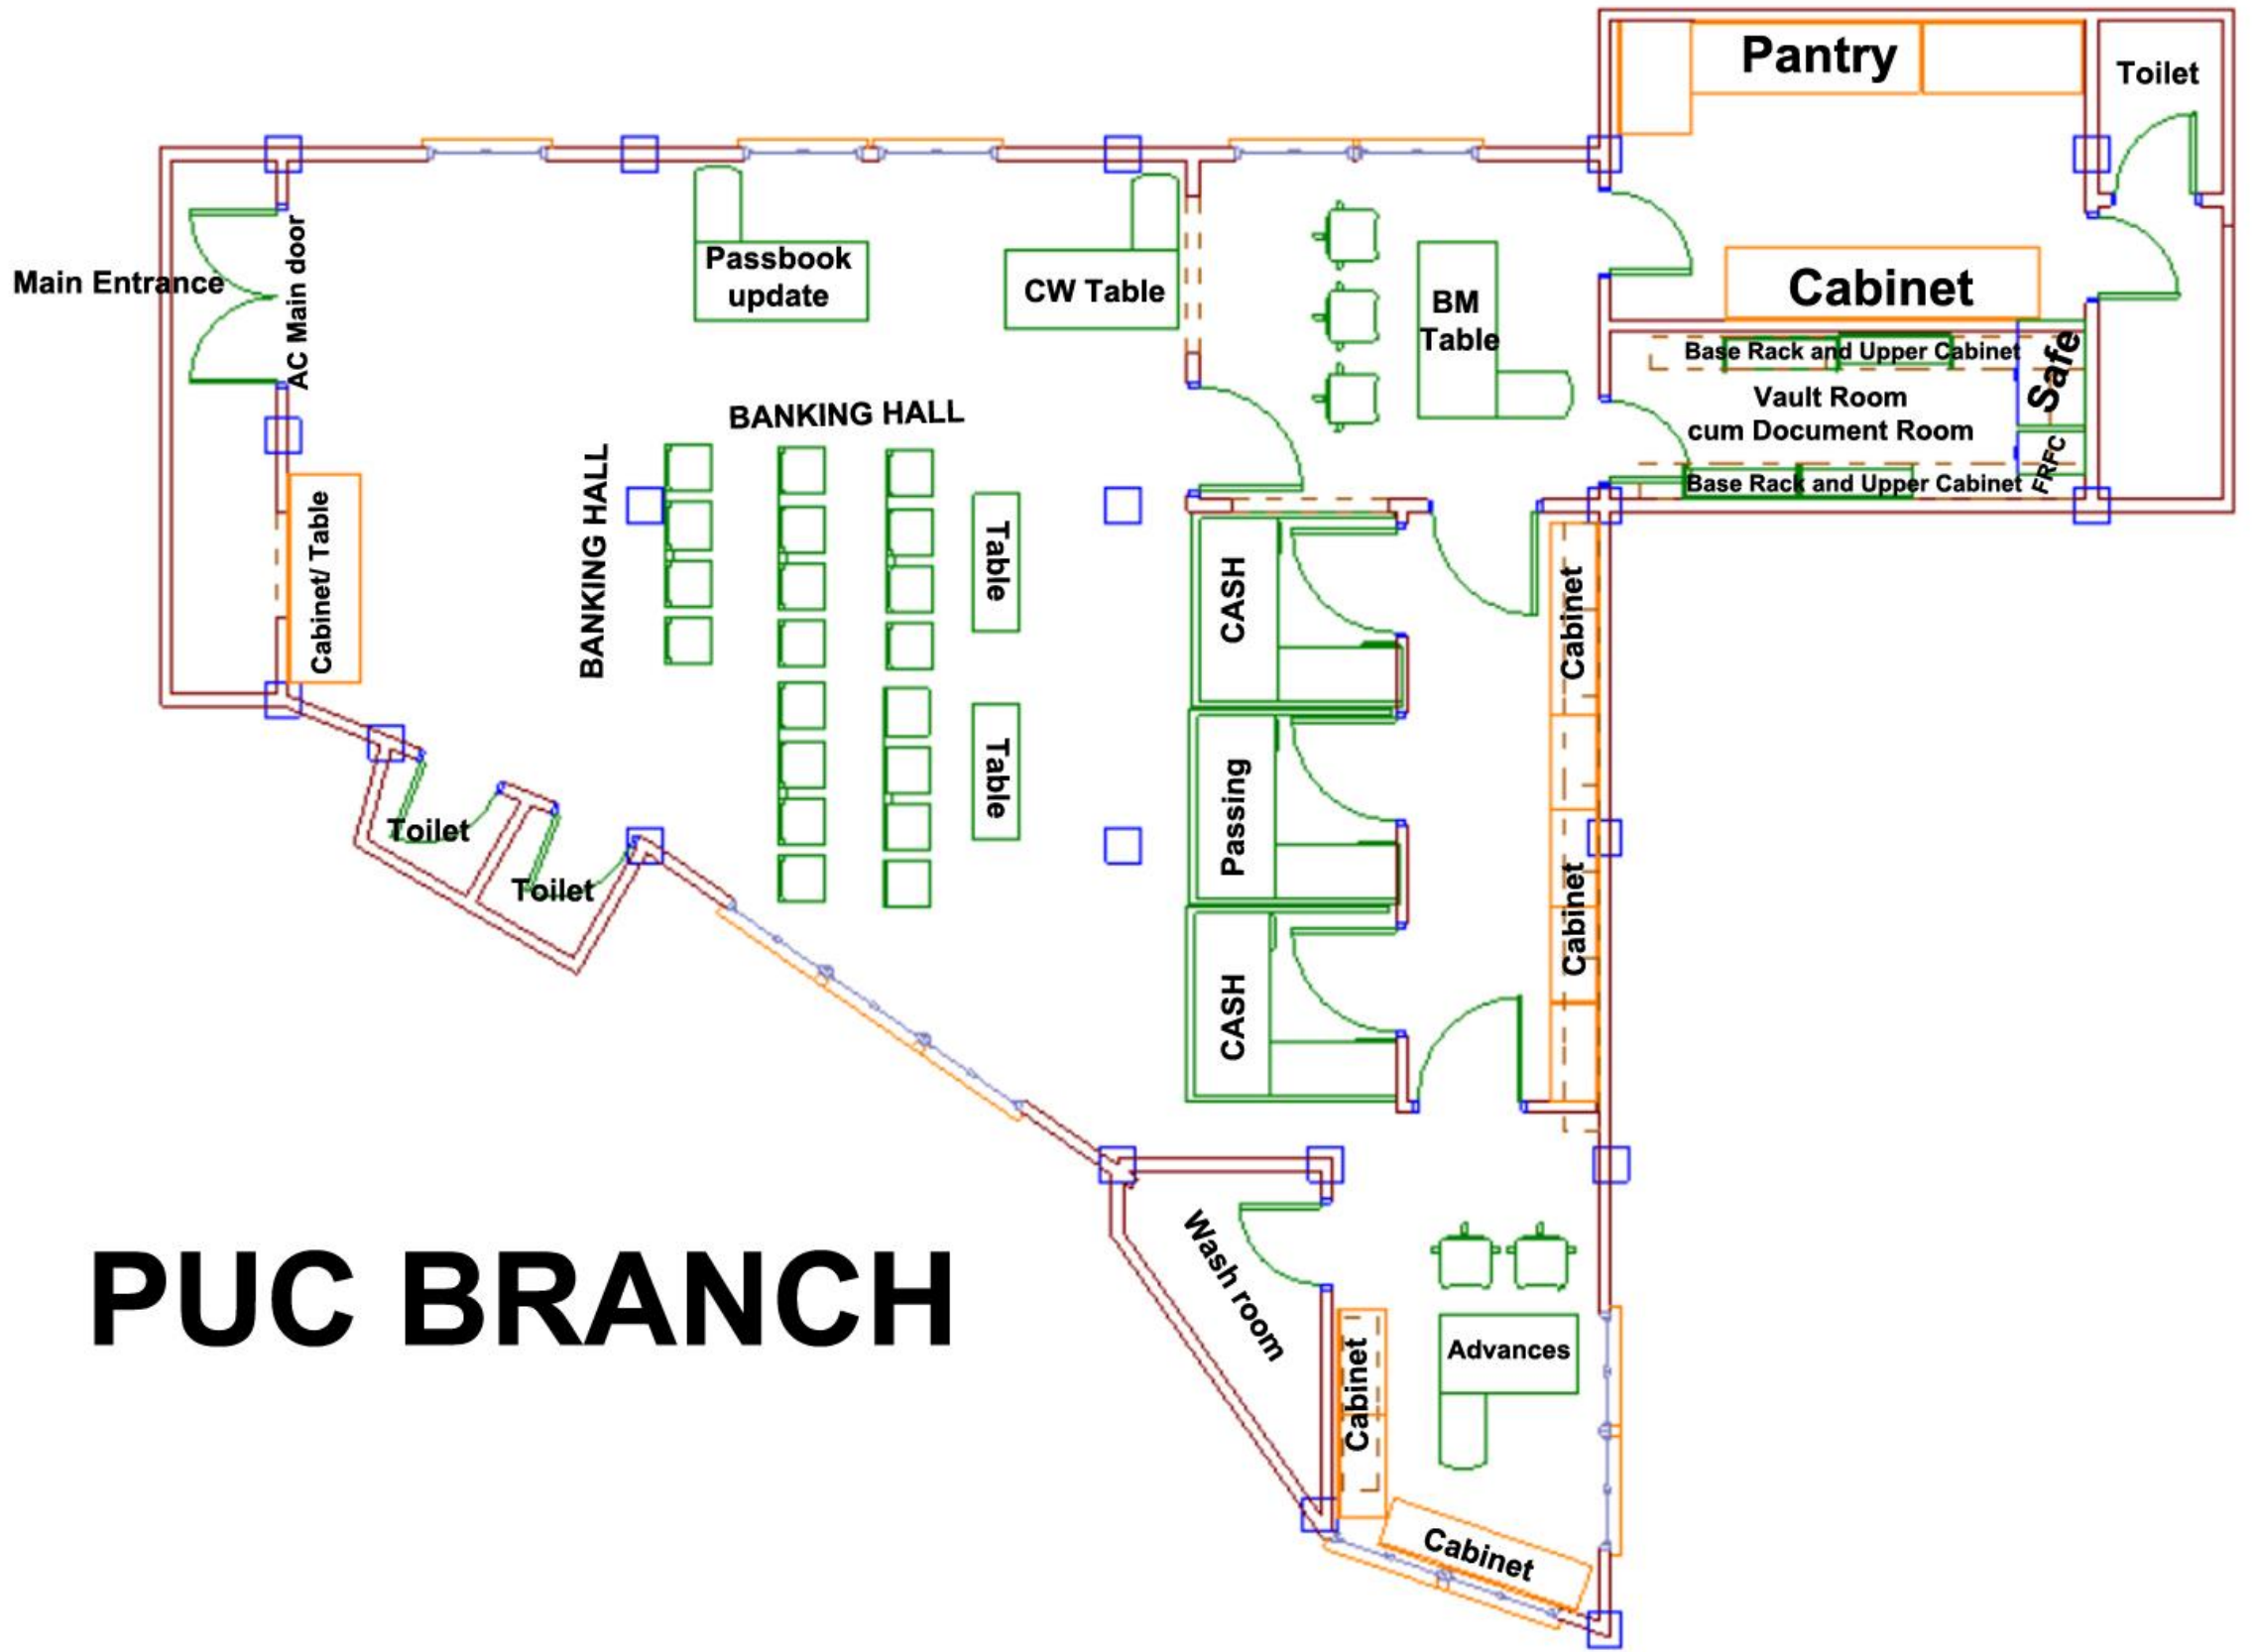 Pantry
Toilet
Main Entrance
AC Main door
Passbook
update
CW Table
BM
Table
Cabinet
Base Rack and Upper Cabinet
Safe
Vault Room
cum Document Room
FRFC
Base Rack and Upper Cabinet
BANKING HALL
BANKING HALL
Cabinet/ Table
Table
Table
CASH
Passing
CASH
Cabinet
Cabinet
Toilet
Toilet
Wash room
Advances
Cabinet
Cabinet
PUC BRANCH